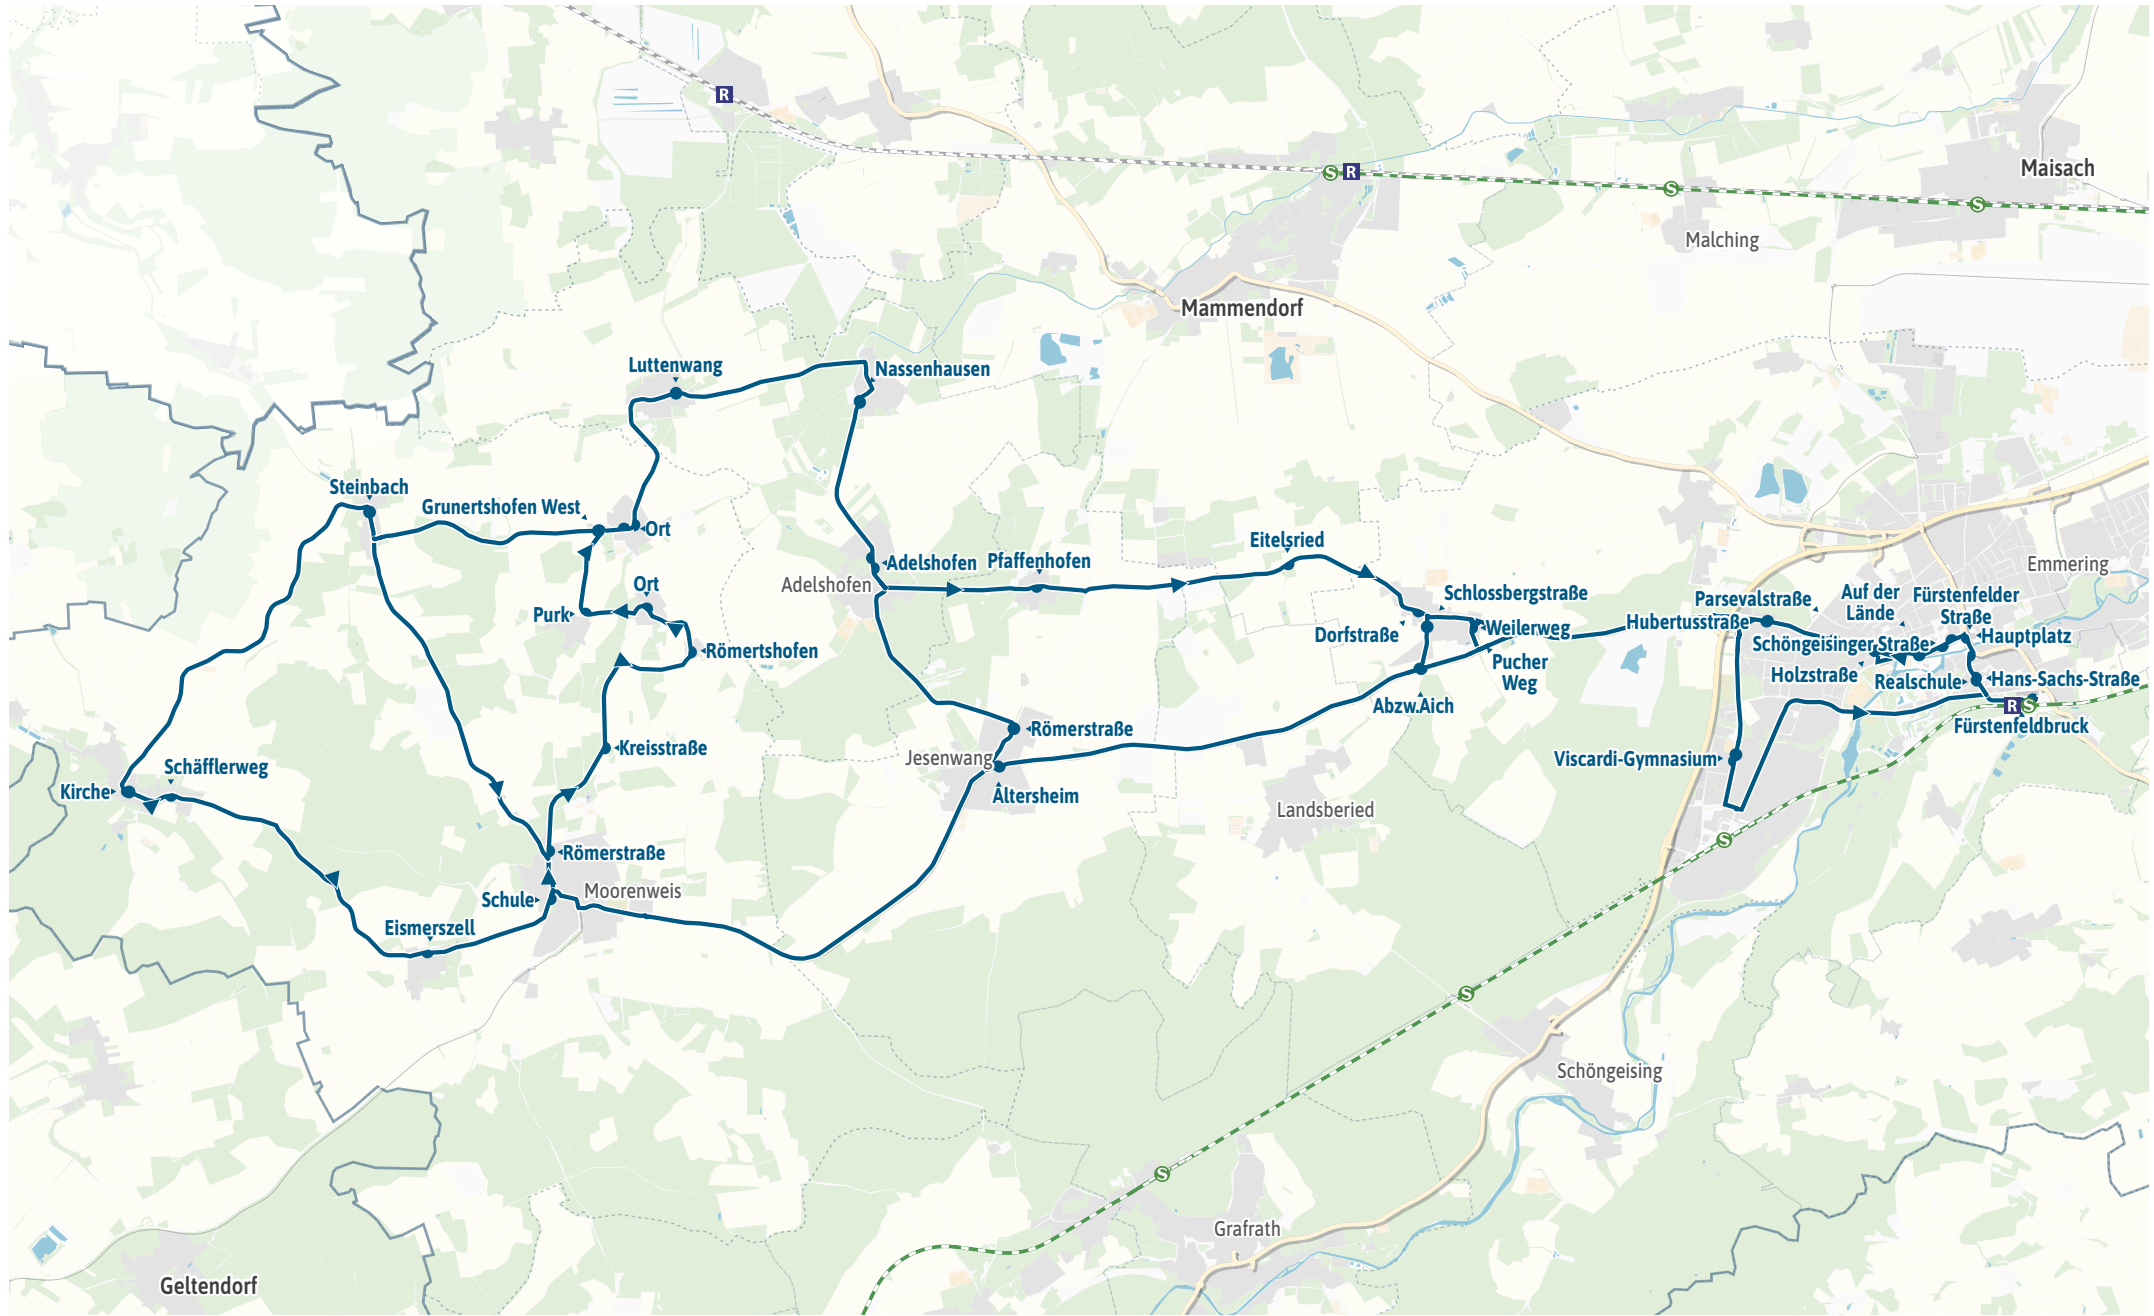 R
Maisach
S
R
S
S
Malching
Mammendorf
Luttenwang
Nassenhausen
Steinbach
Grunertshofen West
Ort
Eitelsried
Adelshofen
Pfaffenhofen
Adelshofen
Emmering
Ort
Purk
Schlossbergstraße
Parsevalstraße
Auf der
Lände
Fürstenfelder
Straße
Dorfstraße
Weilerweg
Hubertusstraße
Hauptplatz
Schöngeisinger Straße
Römertshofen
Pucher
Weg
Holzstraße
Realschule
Hans-Sachs-Straße
Abzw.Aich
R
S
Fürstenfeldbruck
Römerstraße
Kreisstraße
Jesenwang
Viscardi-Gymnasium
Schäfflerweg
Kirche
Altersheim
Landsberied
S
Römerstraße
Moorenweis
Schule
Eismerszell
S
Schöngeising
S
Grafrath
Geltendorf